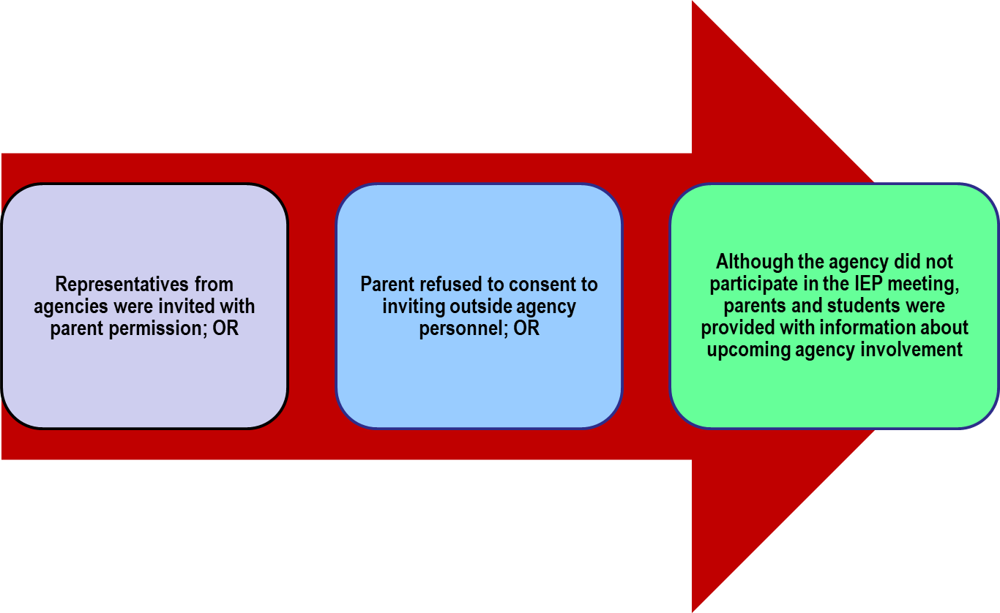 Representatives from
agencies were invited with
parent permission; OR
Parent refused to consent to
inviting outside agency
personnel; OR
Although the agency did not
participate in the IEP meeting,
parents and students were
provided with information about
upcoming agency involvement